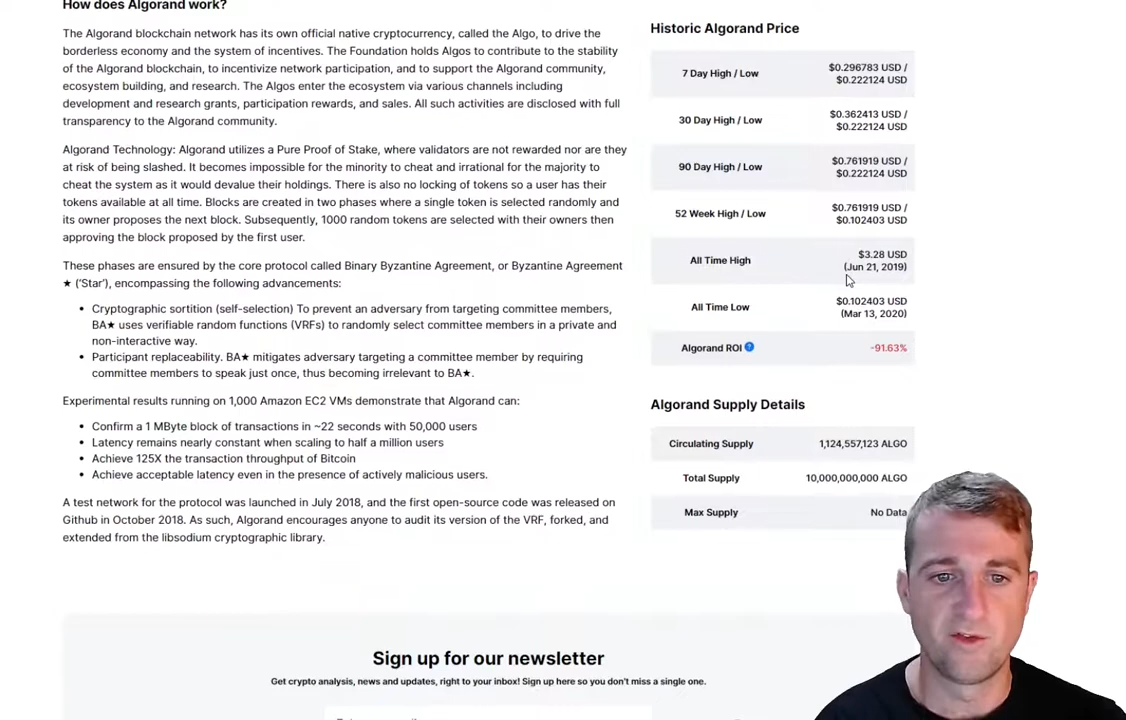 How does Algorand work?
The Algorand blockchain network has its own official native cryptocurrency, called the Algo, to drive the
borderless economy and the system of incentives. The Foundation holds Algos to contribute to the stability
of the Algorand blockchain, to incentivize network participation, and to support the Algorand community,
ecosystem building, and research. The Algos enter the ecosystem via various channels including
development and research grants, participation rewards, and sales. All such activities are disclosed with full
transparency to the Algorand community.
Algorand Technology: Algorand utilizes a Pure Proof of Stake, where validators are not rewarded nor are they
at risk of being slashed. It becomes impossible for the minority to cheat and irrational for the majority to
cheat the system as it would devalue their holdings. There is also no locking of tokens so a user has their
tokens available at all time. Blocks are created in two phases where a single token is selected randomly and
its owner proposes the next block. Subsequently, 1000 random tokens are selected with their owners then
approving the block proposed by the first user.
These phases are ensured by the core protocol called Binary Byzantine Agreement, or Byzantine Agreement
★ (‘Star’), encompassing the following advancements:
• Cryptographic sortition (self-selection) To prevent an adversary from targeting committee members,
BA★ uses verifiable random functions (VRFs) to randomly select committee members in a private and
non-interactive way.
• Participant replaceability. BA★ mitigates adversary targeting a committee member by requiring
committee members to speak just once, thus becoming irrelevant to BA★.
Experimental results running on 1,000 Amazon EC2 VMs demonstrate that Algorand can:
• Confirm a 1 MByte block of transactions in ~22 seconds with 50,000 users
• Latency remains nearly constant when scaling to half a million users
• Achieve 125X the transaction throughput of Bitcoin
• Achieve acceptable latency even in the presence of actively malicious users.
A test network for the protocol was launched in July 2018, and the first open-source code was released on
Github in October 2018. As such, Algorand encourages anyone to audit its version of the VRF, forked, and
extended from the libsodium cryptographic library.
Historic Algorand Price
7 Day High / Low
$0.296783 USD /
$0.222124 USD
30 Day High / Low
$0.362413 USD /
$0.222124 USD
90 Day High / Low
$0.761919 USD /
$0.222124 USD
52 Week High / Low
$0.761919 USD /
$0.102403 USD
All Time High
$3.28 USD
(Jun 21, 2019)
All Time Low
$0.102403 USD
(Mar 13, 2020)
Algorand ROI ?
-91.63%
Algorand Supply Details
Circulating Supply
1,124,557,123 ALGO
Total Supply
10,000,000,000 ALGO
Max Supply
No Data
Sign up for our newsletter
Get crypto analysis, news and updates, right to your inbox! Sign up here so you don't miss a single one.